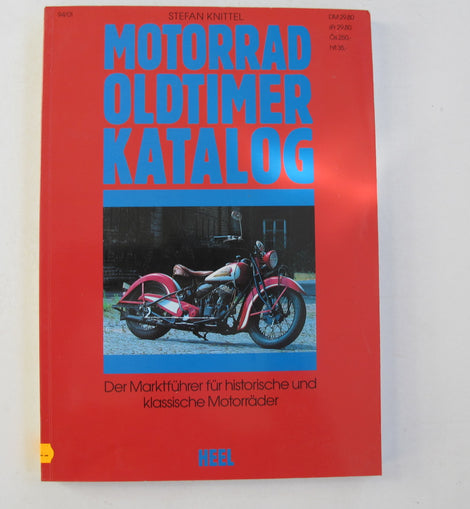 STEFAN KNITTEL
DM 29.80
sfr 29,80
Ös 250,-
hfl 35,-
MOTORRAD
OLDTIMER
KATALOG
Der Marktführer für historische und
klassische Motorräder
HEEL